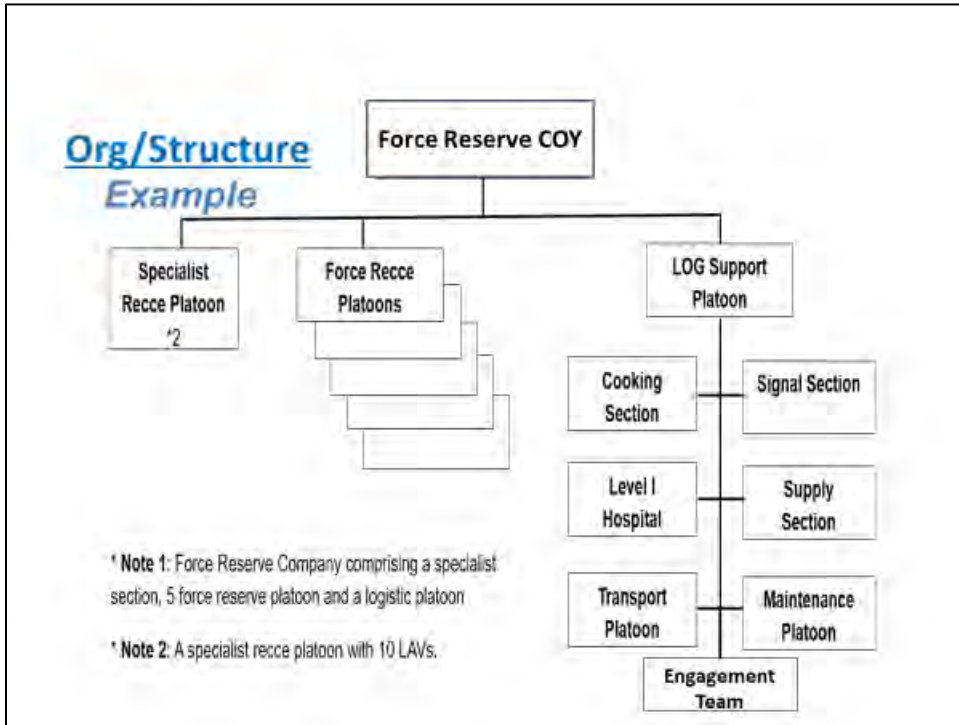 Force Reserve COY
Org/Structure
Example
Specialist
Recce Platoon
*2
Force Recce
Platoons
LOG Support
Platoon
Cooking
Section
Signal Section
Level I
Hospital
Supply
Section
Transport
Platoon
Maintenance
Platoon
Engagement
Team
* Note 1: Force Reserve Company comprising a specialist
section, 5 force reserve platoon and a logistic platoon
* Note 2: A specialist recce platoon with 10 LAVs.